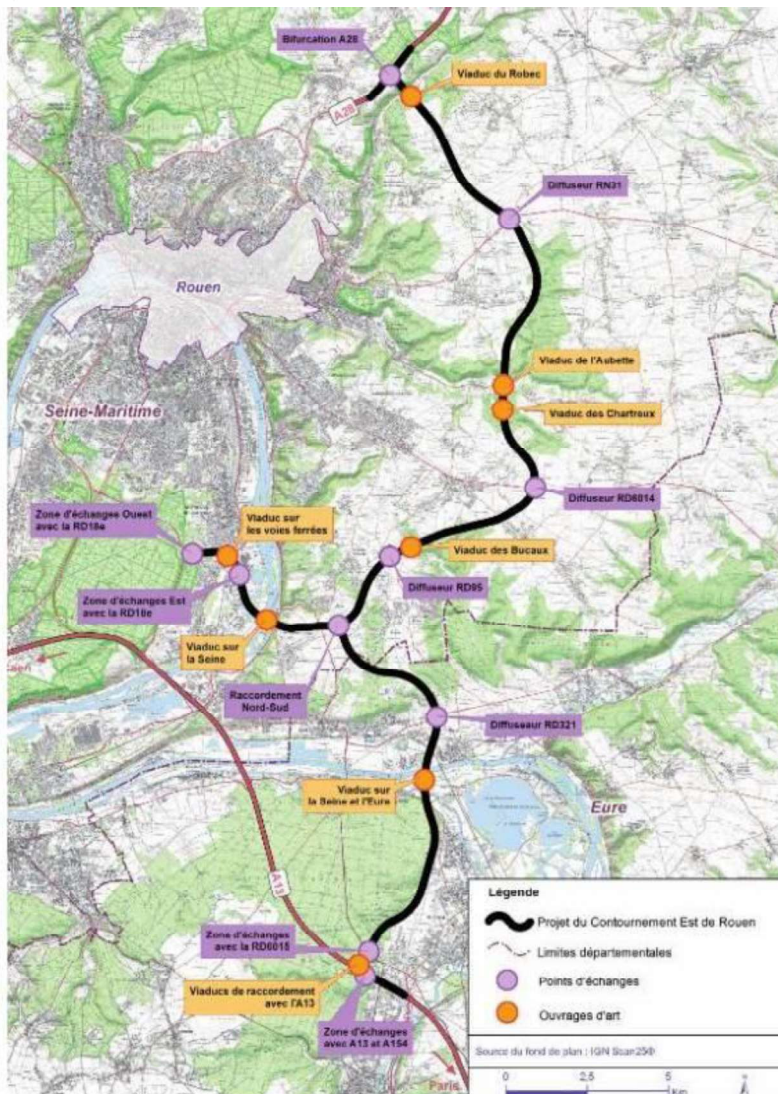 Bifurcation A28
Viaduc du Robec
A28
Diffuseur RN31
Rouen
Viaduc de l'Aubette
Seine-Maritime
Viaduc des Chartreux
Diffuseur RD6014
Zone d'échanges Ouest
avec la RD18e
Viaduc sur
les voies ferrées
Viaduc des Bucaux
Diffuseur RD95
Zone d'échanges Est
avec la RD18e
Viaduc sur
la Seine
Raccordement
Nord-Sud
Diffuseaur RD321
Viaduc sur
la Seine et l'Eure
Eure
A13
Légende
Projet du Contournement Est de Rouen
Limites départementales
Points d'échanges
Ouvrages d'art
Zone d'échanges
avec la RD6015
Viaducs de raccordement
avec l'A13
Zone d'échanges
avec A13 et A154
Paris
Source du fond de plan : IGN Scan25®
0 2,5 5
Km